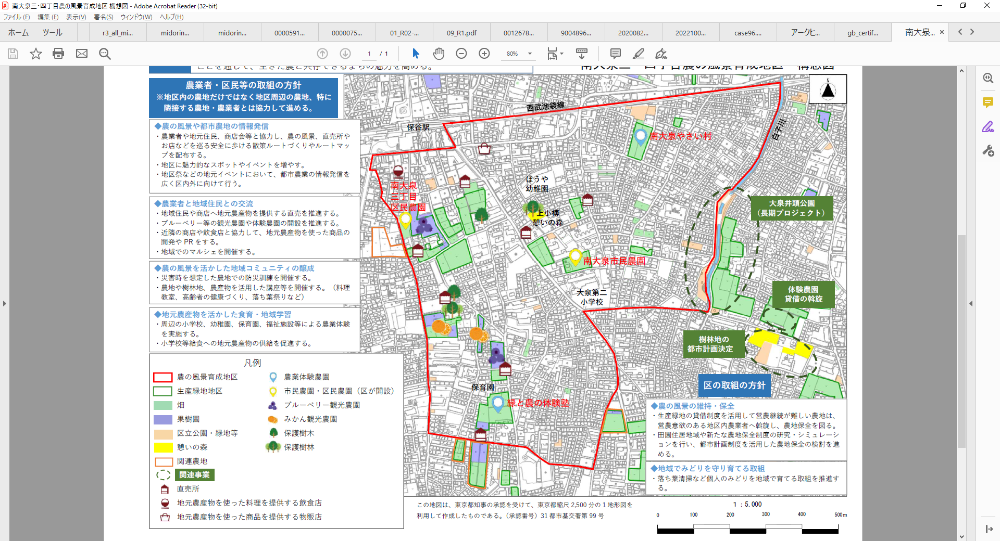 南大泉三・四丁目農の風景育成地区 構想図 - Adobe Acrobat Reader (32-bit)
ファイル(F) 編集(E) 表示(V) 署名(S) ウィンドウ(W) ヘルプ(H)
ホーム ツール r3_all_mi... midorin... midorin... 0000591... 0000075... 01_R02-... 09_R1.pdf 0012678... 9004896... 2020082... 2022100... case96.... アークヒ... gb_certif... 南大泉... ×
1 / 1 80%
ことを通じて、生きた農と共存できるまちの魅力を高める。
南大泉三・四丁目農の風景育成地区 構想図
農業者・区民等の取組の方針
※地区内の農地だけではなく地区周辺の農地、特に
隣接する農地・農業者とは協力して進める。
◆農の風景や都市農地の情報発信
・農業者や地元住民、商店会等と協力し、農の風景、直売所や
お店などを巡る安全に歩ける散策ルートづくりやルートマッ
プを配布する。
・地区に魅力的なスポットやイベントを増やす。
・地区祭などの地元イベントにおいて、都市農業の情報発信を
広く区内外に向けて行う。
◆農業者と地域住民との交流
・地域住民や商店へ地元農産物を提供する直売を推進する。
・ブルーベリー等の観光農園や体験農園の開設を推進する。
・近隣の商店や飲食店と協力して、地元農産物を使った商品の
開発や PR をする。
・地域でのマルシェを開催する。
◆農の風景を活かした地域コミュニティの醸成
・災害時を想定した農地での防災訓練を開催する。
・農地や樹林地、農産物を活用した講座等を開催する。（料理
教室、高齢者の健康づくり、落ち葉祭りなど）
◆地元農産物を活かした食育・地域学習
・周辺の小学校、幼稚園、保育園、福祉施設等による農業体験
を実施する。
・小学校等給食への地元農産物の供給を促進する。
凡例
農の風景育成地区
生産緑地地区
畑
果樹園
区立公園・緑地等
憩いの森
関連農地
関連事業
直売所
地元農産物を使った料理を提供する飲食店
地元農産物を使った商品を提供する物販店
農業体験農園
市民農園・区民農園（区が開設）
ブルーベリー観光農園
みかん観光農園
保護樹木
保護樹林
N
西武池袋線
保谷駅
白子川
南大泉やさい村
ほうや
幼稚園
南大泉
三丁目
区民農園
上小榑
憩いの森
南大泉市民農園
大泉第二
小学校
保育園
緑と農の体験塾
大泉井頭公園
（長期プロジェクト）
体験農園
貸借の斡旋
樹林地の
都市計画決定
区の取組の方針
◆農の風景の維持・保全
・生産緑地の貸借制度を活用して営農継続が難しい農地は、
営農意欲のある地区内農業者へ斡旋し、農地保全を図る。
・田園住居地域や新たな農地保全制度の研究・シミュレーシ
ョンを行い、都市計画制度を活用した農地保全の検討を進
める。
◆地域でみどりを守り育てる取組
・落ち葉清掃など個人のみどりを地域で育てる取組を推進す
る。
この地図は、東京都知事の承認を受けて、東京都縮尺 2,500 分の 1 地形図を
利用して作成したものである。（承認番号）31 都市基交著第 99 号
1 : 5,000
0 100 200 300 400 500m